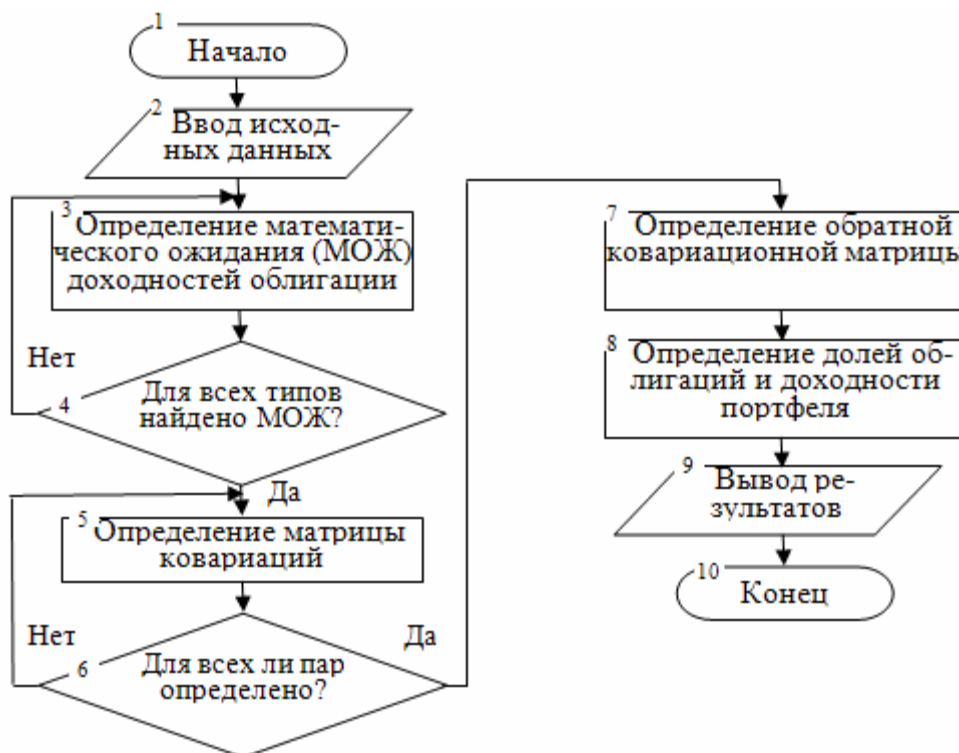 1
Начало
2
Ввод исход-
ных данных
3
Определение математи-
ческого ожидания (МОЖ)
доходностей облигации
Нет
4
Для всех типов
найдено МОЖ?
Да
5
Определение матрицы
ковариаций
Нет
Да
6
Для всех ли пар
определено?
7
Определение обратной
ковариационной матрицы
8
Определение долей об-
лигаций и доходности
портфеля
9
Вывод ре-
зультатов
10
Конец